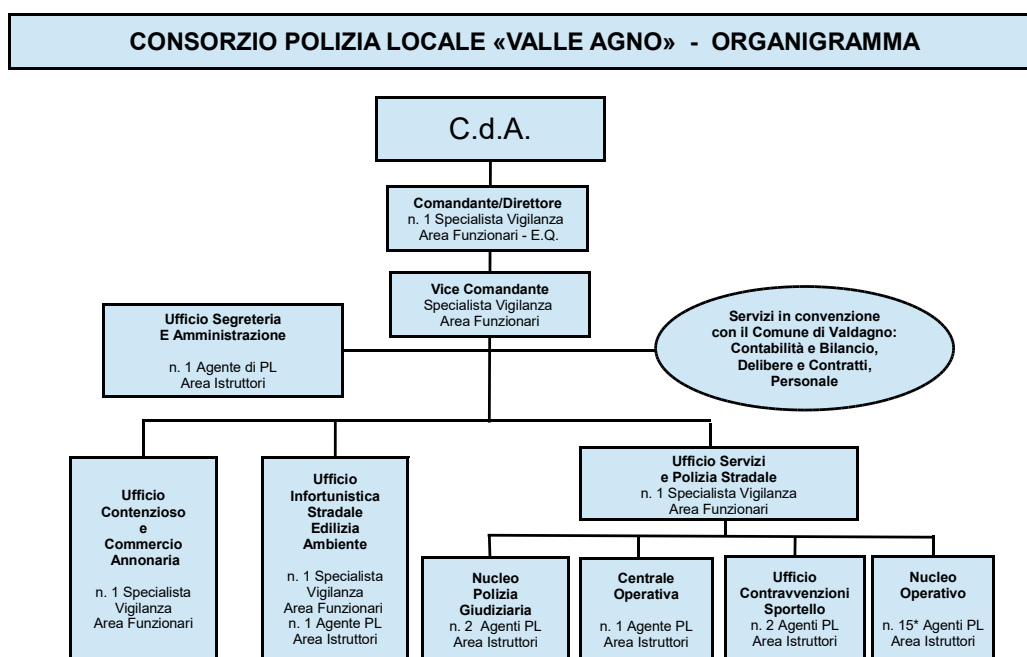 CONSORZIO POLIZIA LOCALE «VALLE AGNO» - ORGANIGRAMMA
C.d.A.
Comandante/Direttore
n. 1 Specialista Vigilanza
Area Funzionari - E.Q.
Vice Comandante
Specialista Vigilanza
Area Funzionari
Ufficio Segreteria
E Amministrazione
n. 1 Agente di PL
Area Istruttori
Servizi in convenzione
con il Comune di Valdagno:
Contabilità e Bilancio,
Delibere e Contratti,
Personale
Ufficio
Contenzioso
e
Commercio
Annonaria
n. 1 Specialista
Vigilanza
Area Funzionari
Ufficio
Infortunistica
Stradale
Edilizia
Ambiente
n. 1 Specialista
Vigilanza
Area Funzionari
n. 1 Agente PL
Area Istruttori
Ufficio Servizi
e Polizia Stradale
n. 1 Specialista Vigilanza
Area Funzionari
Nucleo
Polizia
Giudiziaria
n. 2 Agenti PL
Area Istruttori
Centrale
Operativa
n. 1 Agente PL
Area Istruttori
Ufficio
Contravvenzioni
Sportello
n. 2 Agenti PL
Area Istruttori
Nucleo
Operativo
n. 15* Agenti PL
Area Istruttori